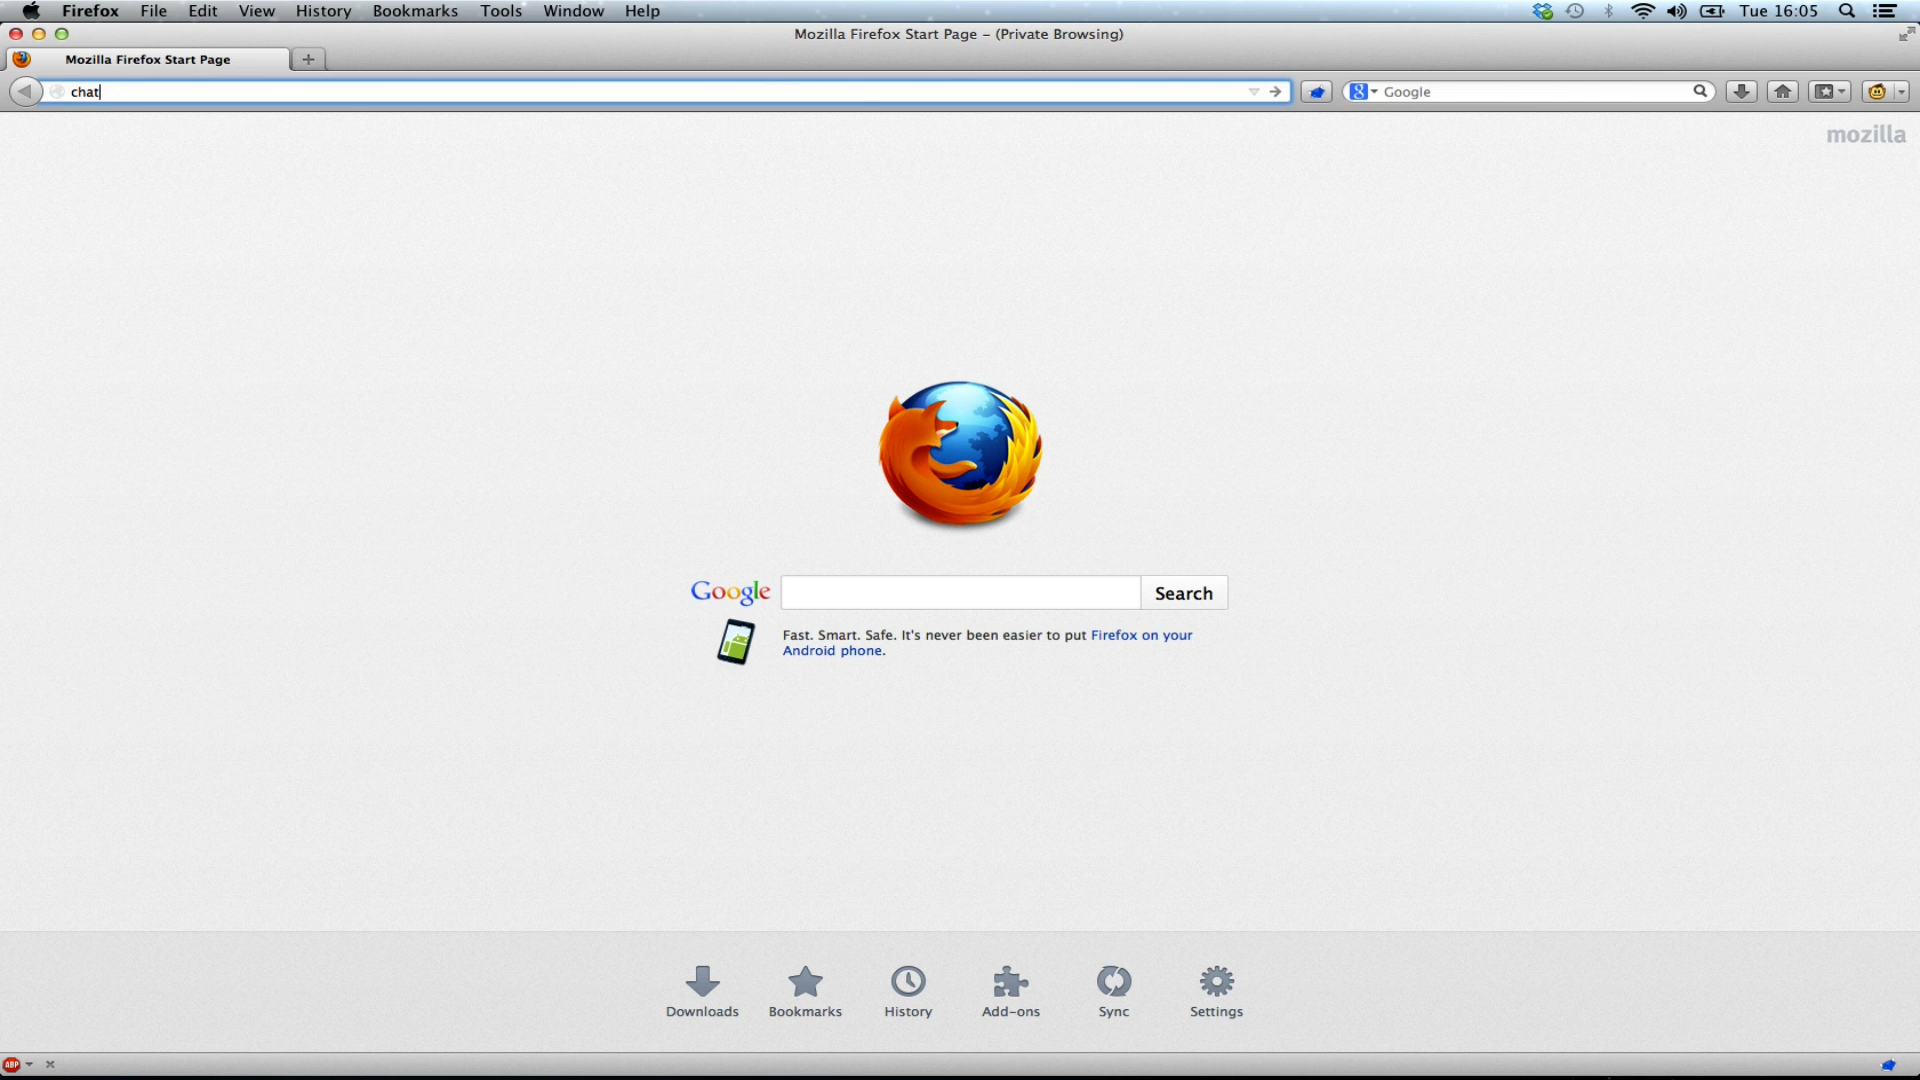 Firefox File Edit View History Bookmarks Tools Window Help Tue 16:05
Mozilla Firefox Start Page – (Private Browsing)
Mozilla Firefox Start Page
chat
8 Google
mozilla
Google Search
Fast. Smart. Safe. It's never been easier to put Firefox on your
Android phone.
Downloads Bookmarks History Add-ons Sync Settings
ABP